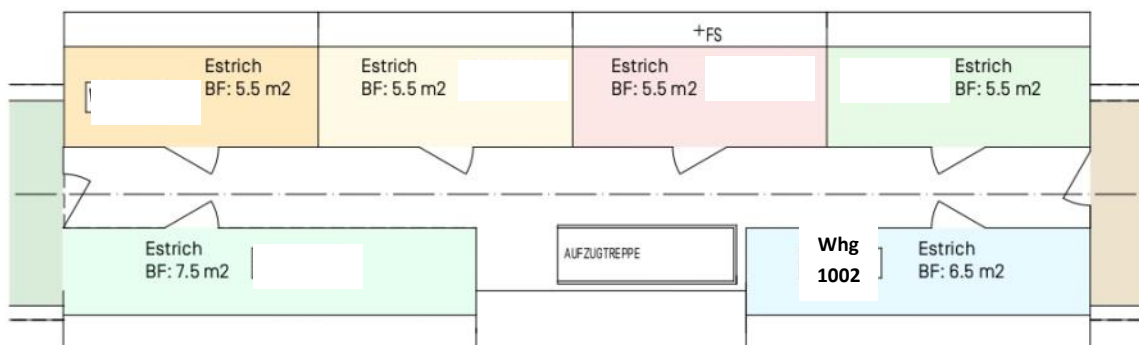 +FS
Estrich
BF: 5.5 m2
Estrich
BF: 5.5 m2
Estrich
BF: 5.5 m2
Estrich
BF: 5.5 m2
Estrich
BF: 7.5 m2
AUFZUGTREPPE
Whg
1002
Estrich
BF: 6.5 m2